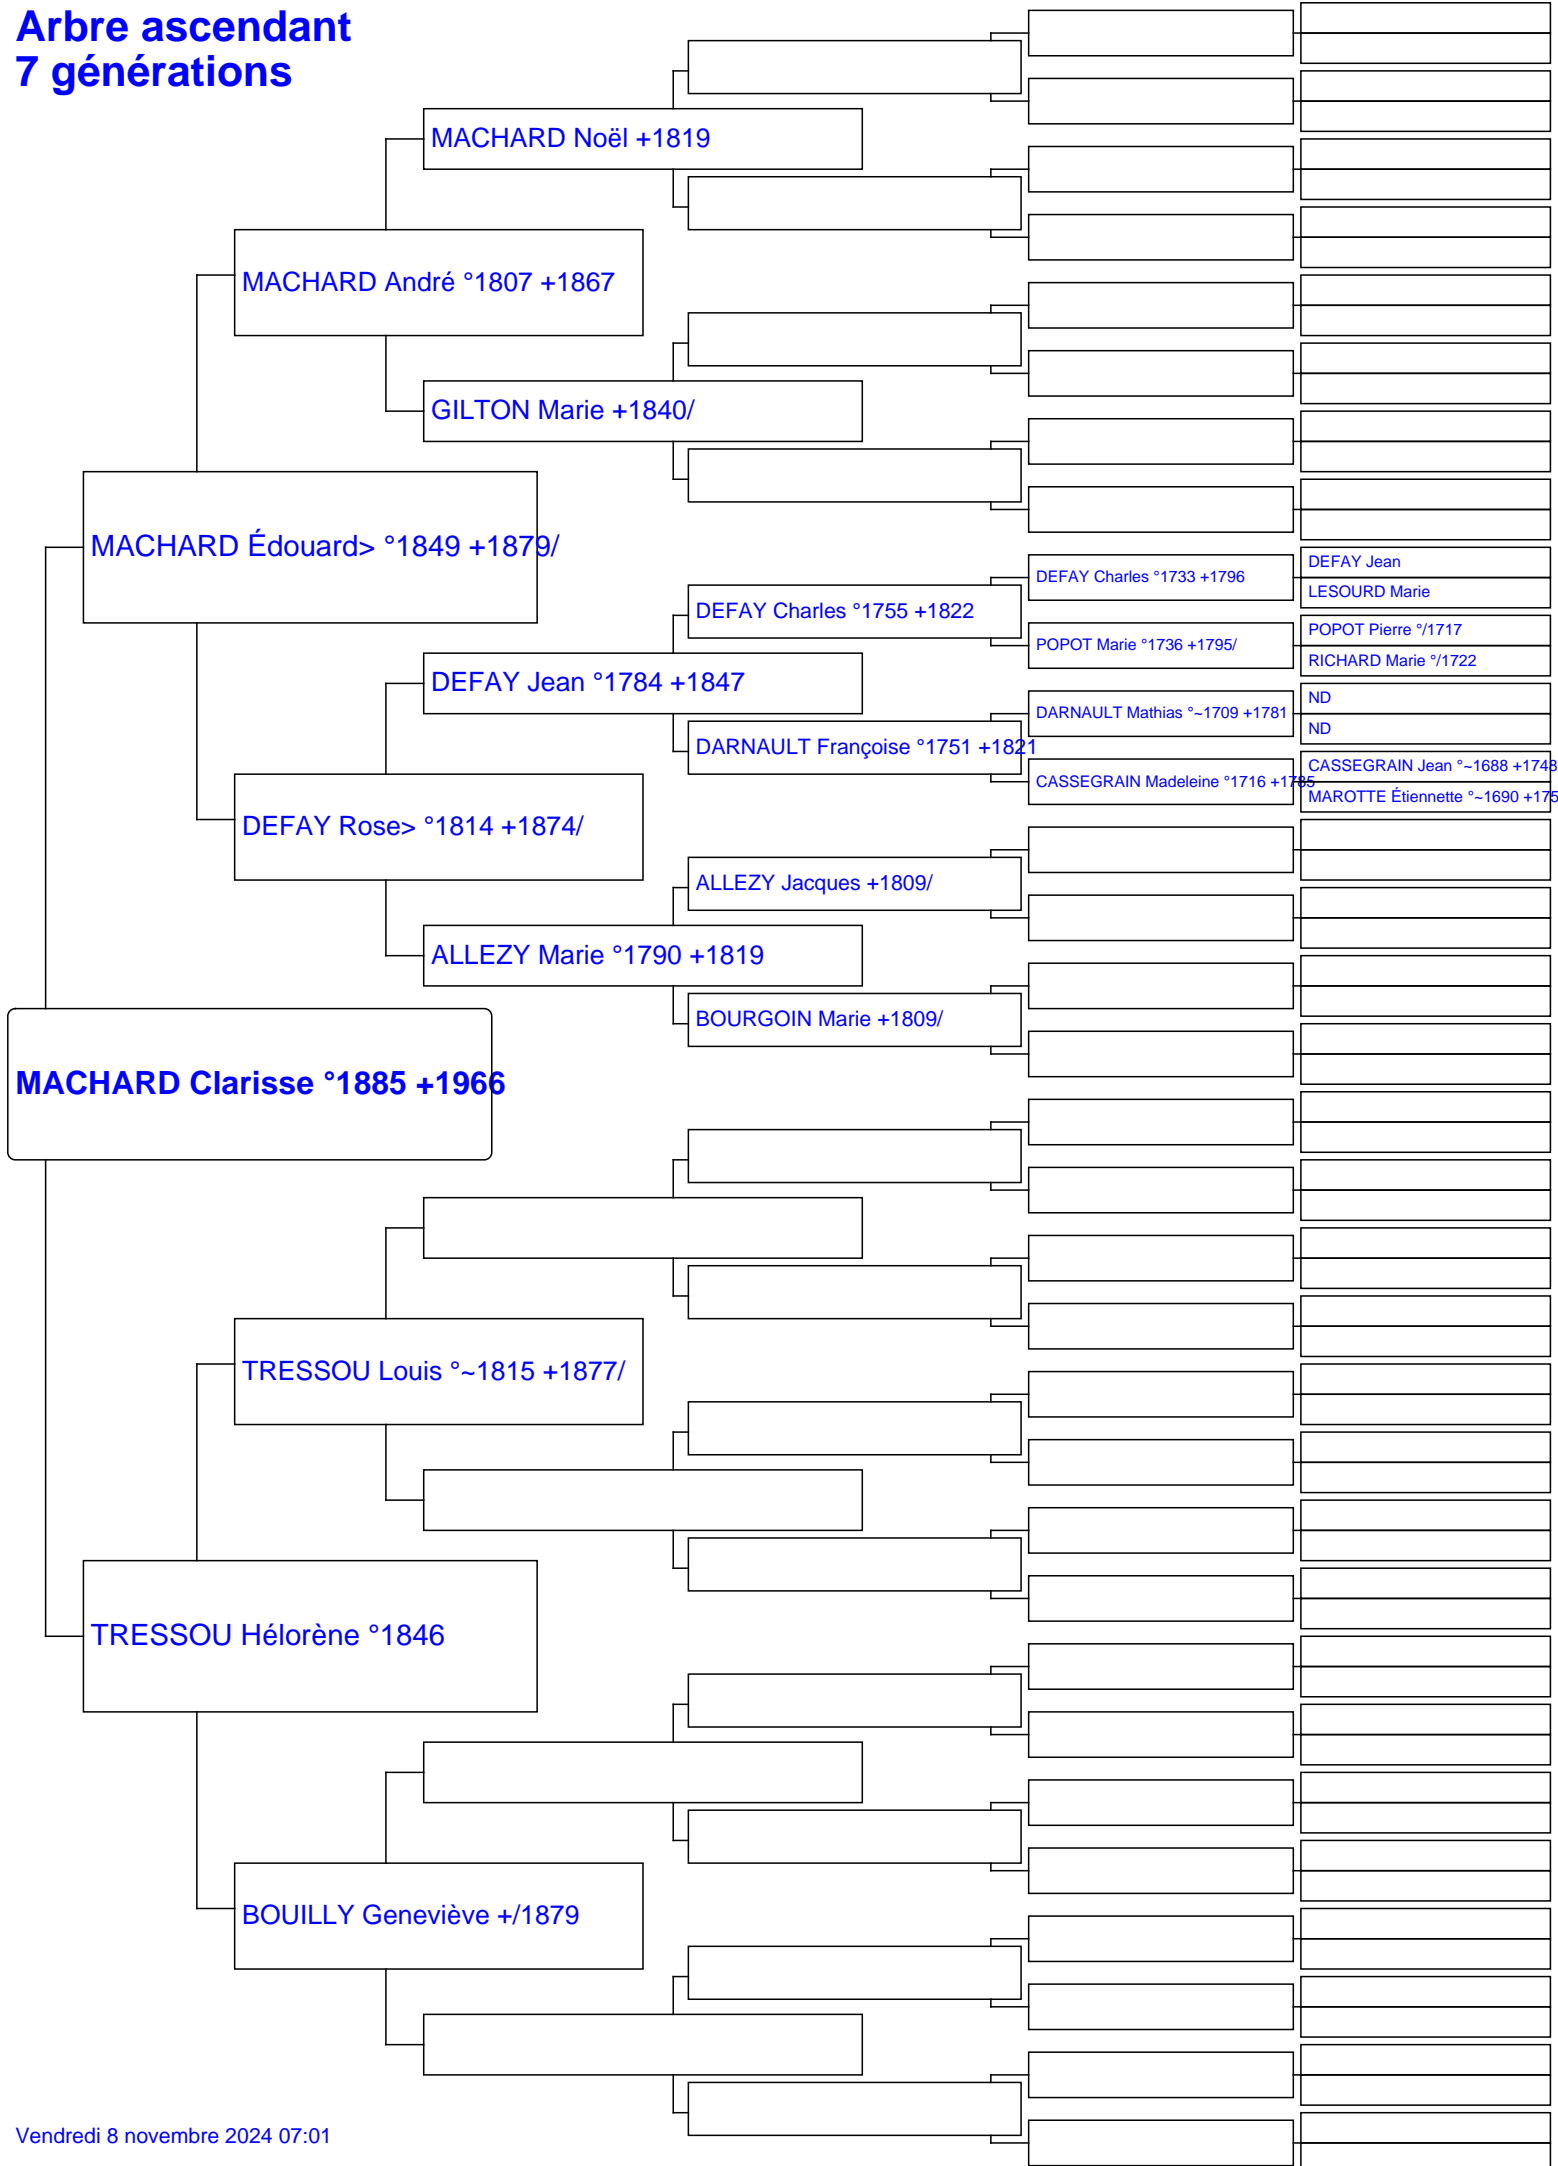 Arbre ascendant
7 générations
MACHARD Noël +1819
MACHARD André °1807 +1867
GILTON Marie +1840/
MACHARD Édouard> °1849 +1879/
DEFAY Jean
DEFAY Charles °1733 +1796
LESOURD Marie
DEFAY Charles °1755 +1822
POPOT Pierre °/1717
POPOT Marie °1736 +1795/
RICHARD Marie °/1722
DEFAY Jean °1784 +1847
ND
DARNAULT Mathias °~1709 +1781
ND
DARNAULT Françoise °1751 +1821
CASSEGRAIN Jean °~1688 +1748
CASSEGRAIN Madeleine °1716 +1785
MAROTTE Étiennette °~1690 +175
DEFAY Rose> °1814 +1874/
ALLEZY Jacques +1809/
ALLEZY Marie °1790 +1819
BOURGOIN Marie +1809/
MACHARD Clarisse °1885 +1966
TRESSOU Louis °~1815 +1877/
TRESSOU Hélorène °1846
BOUILLY Geneviève +/1879
Vendredi 8 novembre 2024 07:01